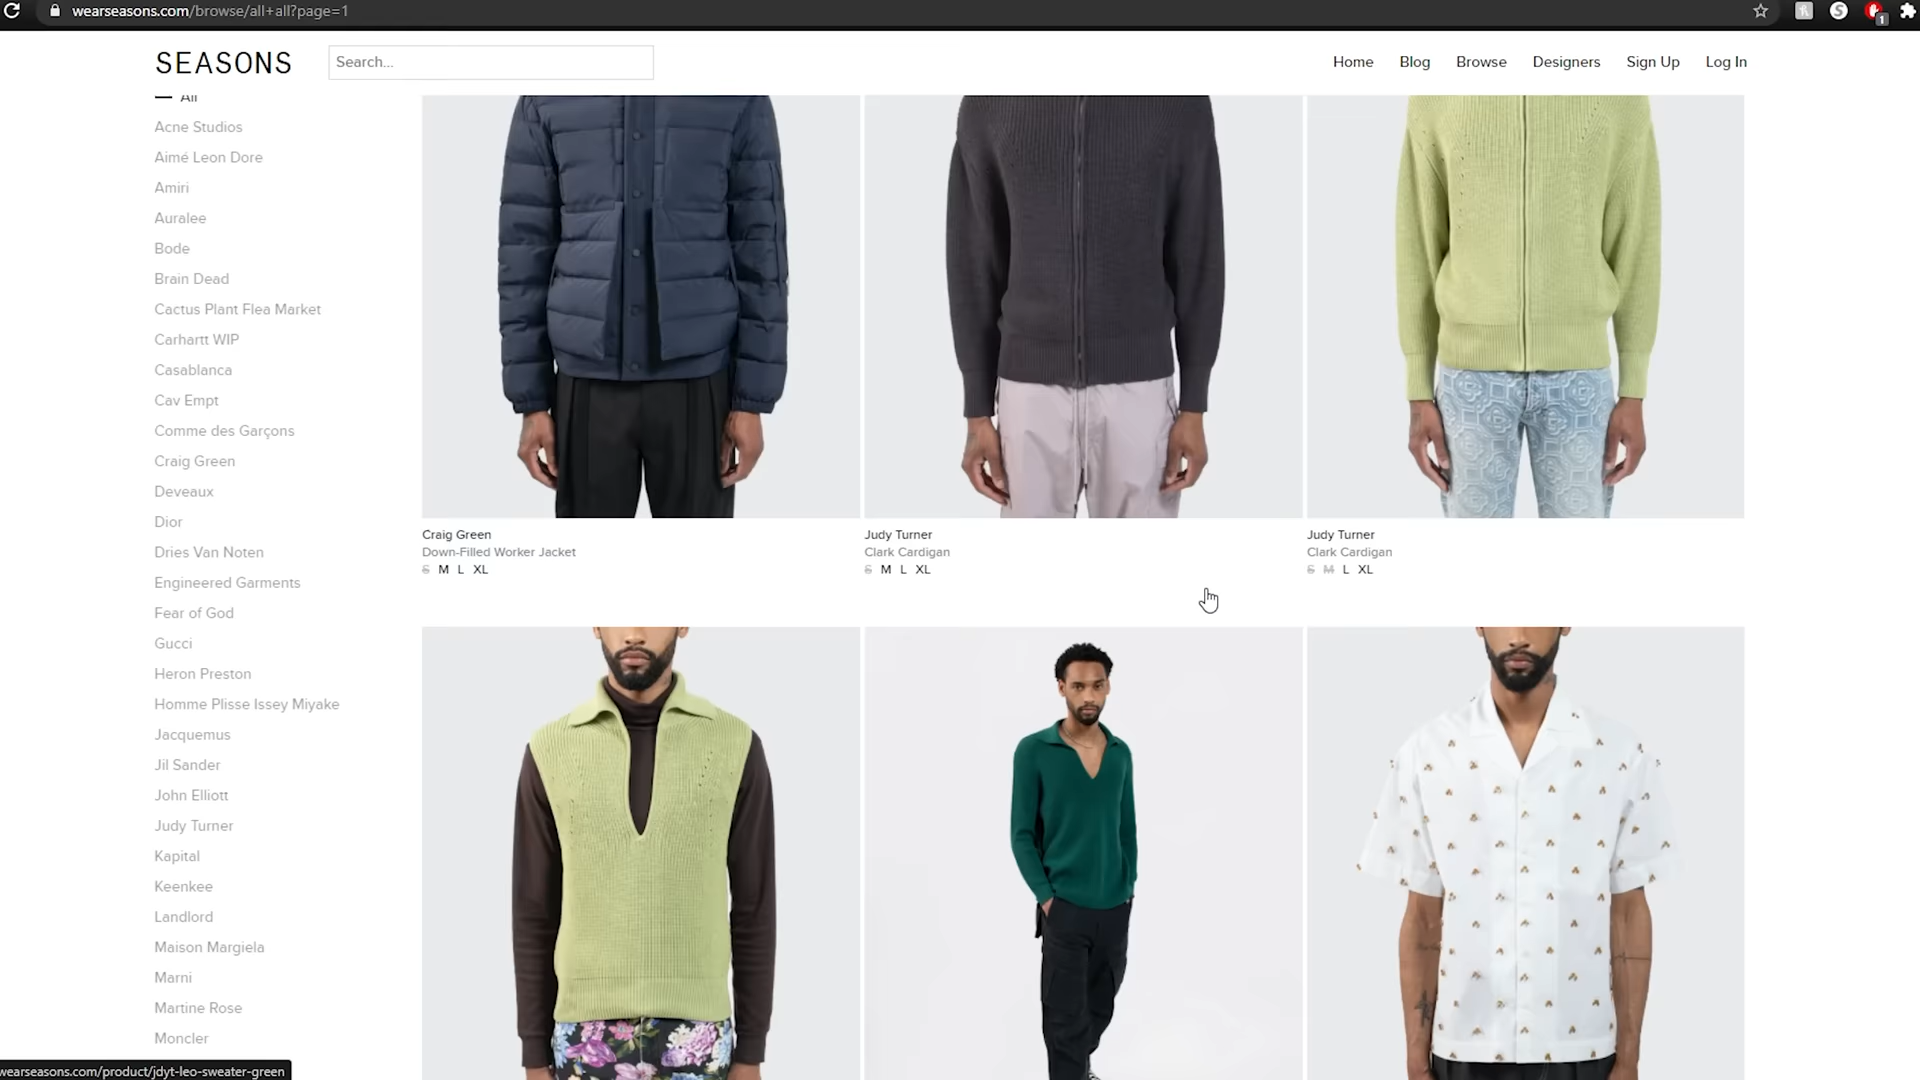 wearseasons.com/browse/all+all?page=1
1
SEASONS
Search...
Home
Blog
Browse
Designers
Sign Up
Log In
All
Acne Studios
Aimé Leon Dore
Amiri
Auralee
Bode
Brain Dead
Cactus Plant Flea Market
Carhartt WIP
Casablanca
Cav Empt
Comme des Garçons
Craig Green
Deveaux
Dior
Dries Van Noten
Engineered Garments
Fear of God
Gucci
Heron Preston
Homme Plisse Issey Miyake
Jacquemus
Jil Sander
John Elliott
Judy Turner
Kapital
Keenkee
Landlord
Maison Margiela
Marni
Martine Rose
Moncler
Craig Green
Down-Filled Worker Jacket
S M L XL
Judy Turner
Clark Cardigan
S M L XL
Judy Turner
Clark Cardigan
S M L XL
wearseasons.com/product/jdyt-leo-sweater-green